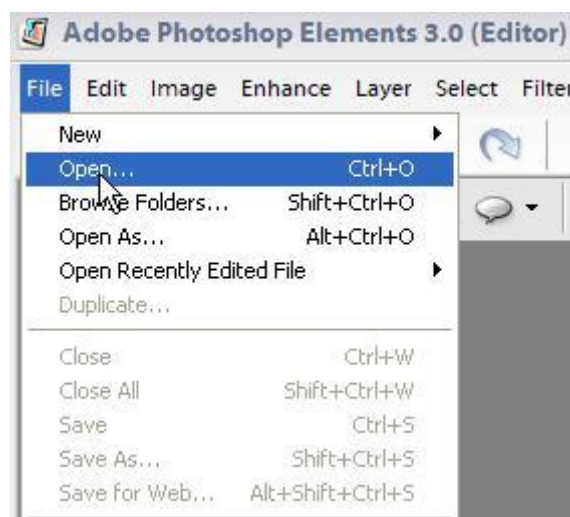 Adobe Photoshop Elements 3.0 (Editor)
File Edit Image Enhance Layer Select Filter
New
Open... Ctrl+O
Browse Folders... Shift+Ctrl+O
Open As... Alt+Ctrl+O
Open Recently Edited File
Duplicate...
Close Ctrl+W
Close All Shift+Ctrl+W
Save Ctrl+S
Save As... Shift+Ctrl+S
Save for Web... Alt+Shift+Ctrl+S